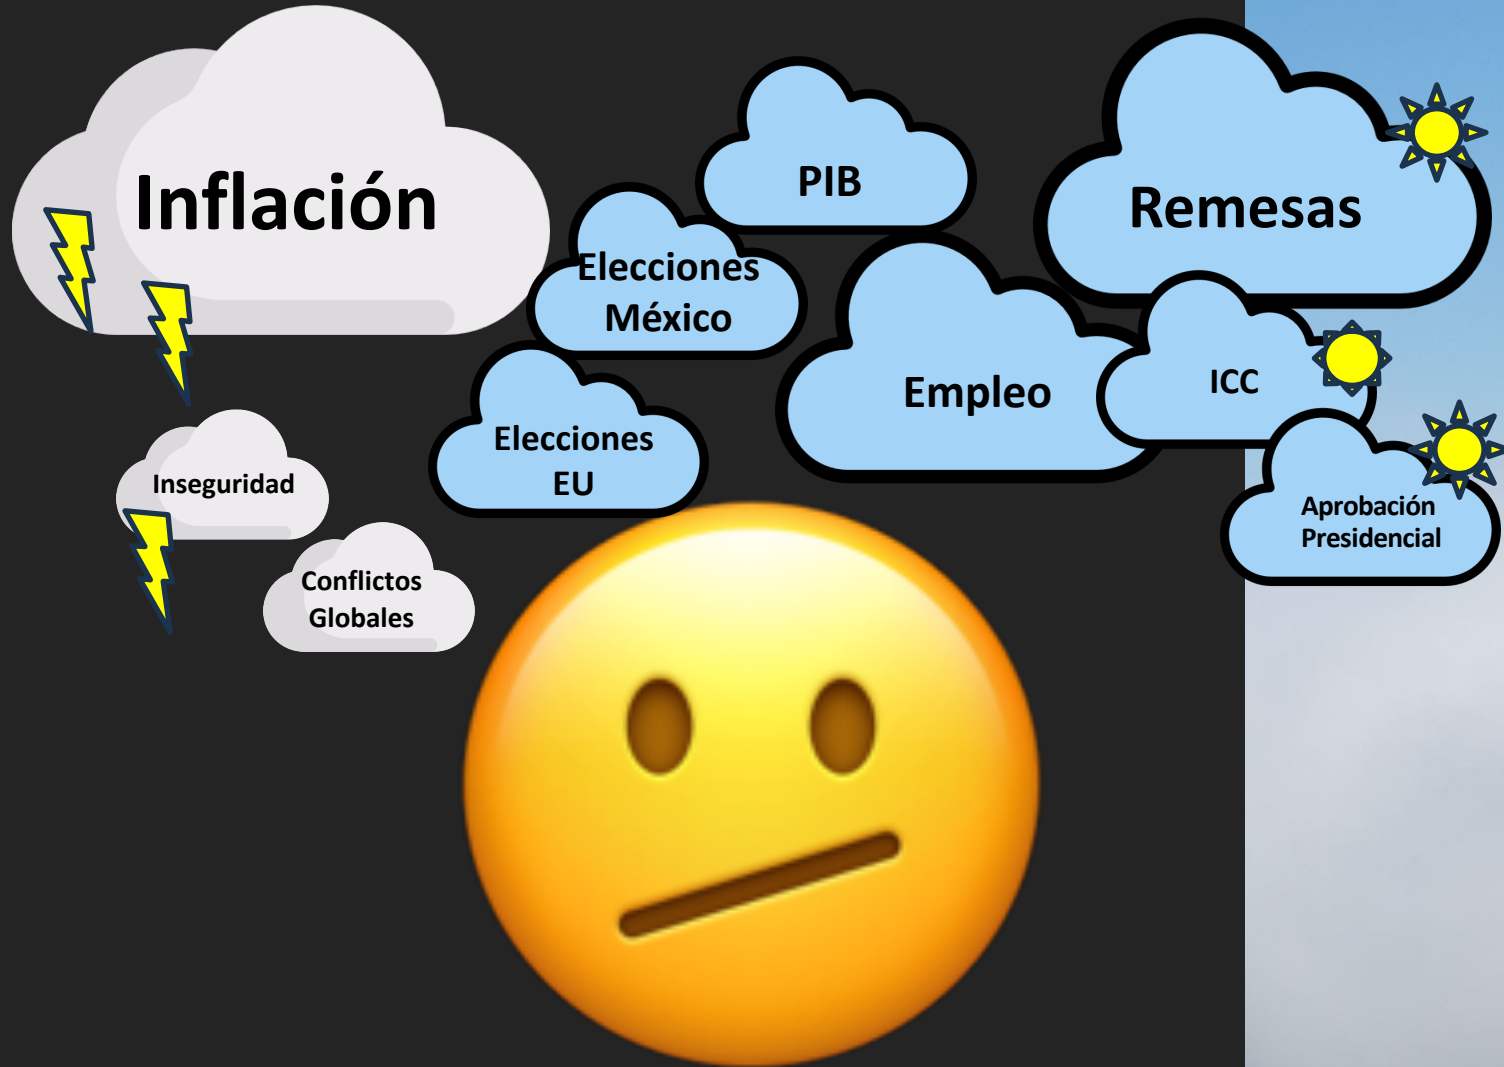 Inflación
PIB
Remesas
Elecciones
México
Empleo
ICC
Elecciones
EU
Inseguridad
Aprobación
Presidencial
Conflictos
Globales